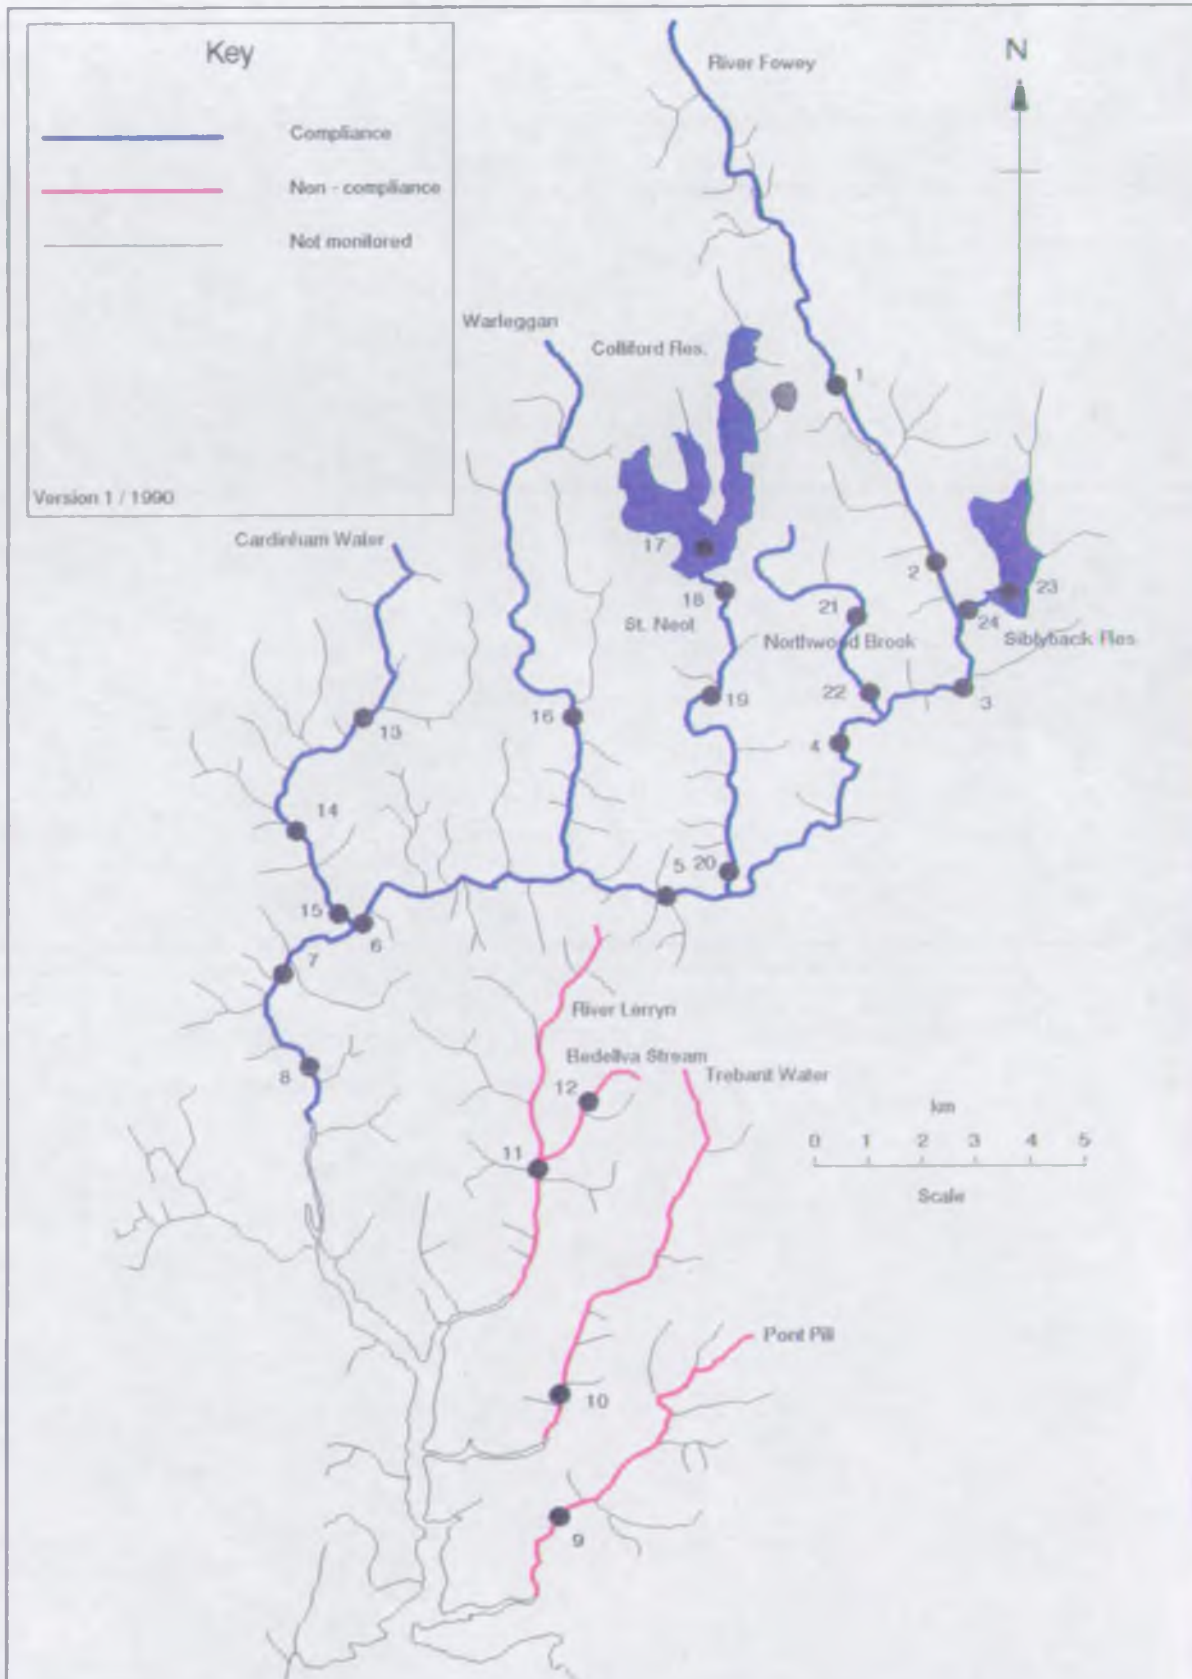 Key
Compliance
Non - compliance
Not monitored
Version 1 / 1990
River Fowey
N
Warleggan
Colliford Res.
1
Cardinham Water
17
2
18
21
23
24
St. Neot
Northwood Brook
Siblyback Res
19
22
3
13
16
4
14
5
20
15
6
7
River Lerryn
8
Bedellva Stream
12
Trebant Water
km
0 1 2 3 4 5
Scale
11
Pont Pill
10
9